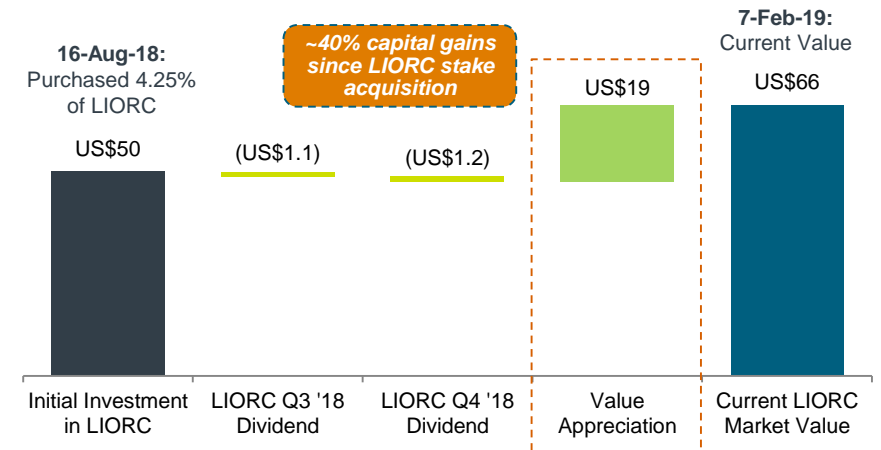 16-Aug-18:
Purchased 4.25%
of LIORC
~40% capital gains
since LIORC stake
acquisition
7-Feb-19:
Current Value
US$50
(US$1.1)
(US$1.2)
US$19
US$66
Initial Investment
in LIORC
LIORC Q3 '18
Dividend
LIORC Q4 '18
Dividend
Value
Appreciation
Current LIORC
Market Value